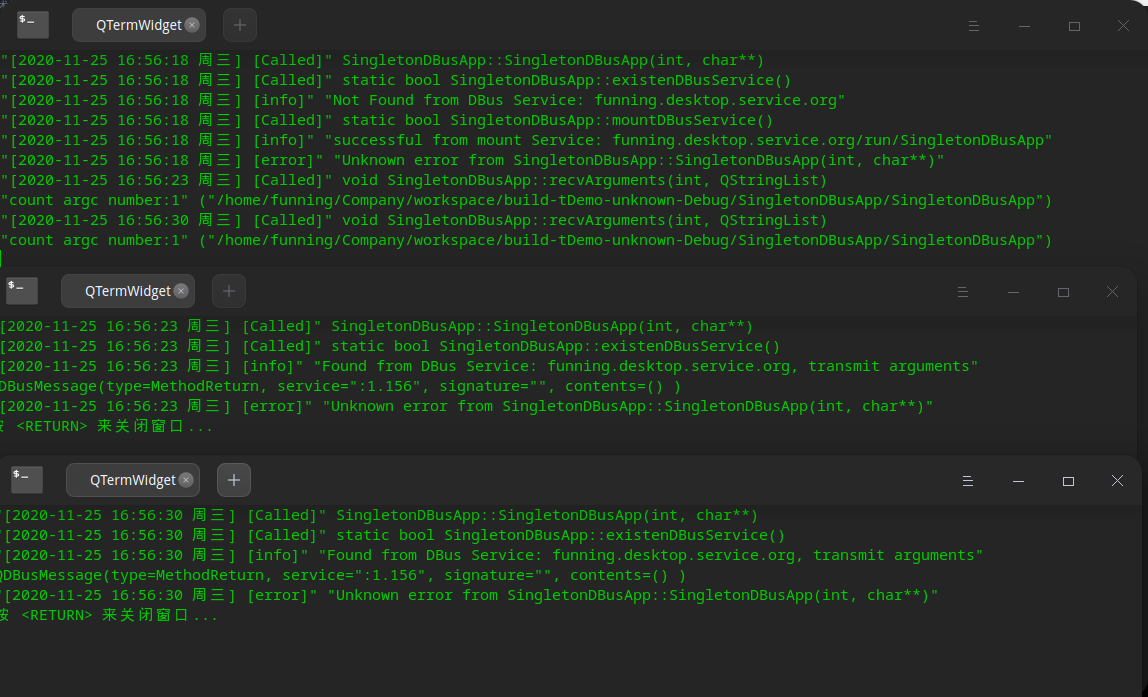 $−
QTermWidget
"[2020-11-25 16:56:18 周三] [Called]" SingletonDBusApp::SingletonDBusApp(int, char**)
"[2020-11-25 16:56:18 周三] [Called]" static bool SingletonDBusApp::existenDBusService()
"[2020-11-25 16:56:18 周三] [info]" "Not Found from DBus Service: funning.desktop.service.org"
"[2020-11-25 16:56:18 周三] [Called]" static bool SingletonDBusApp::mountDBusService()
"[2020-11-25 16:56:18 周三] [info]" "successful from mount Service: funning.desktop.service.org/run/SingletonDBusApp"
"[2020-11-25 16:56:18 周三] [error]" "Unknown error from SingletonDBusApp::SingletonDBusApp(int, char**)"
"[2020-11-25 16:56:23 周三] [Called]" void SingletonDBusApp::recvArguments(int, QStringList)
"count argc number:1" ("/home/funning/Company/workspace/build-tDemo-unknown-Debug/SingletonDBusApp/SingletonDBusApp")
"[2020-11-25 16:56:30 周三] [Called]" void SingletonDBusApp::recvArguments(int, QStringList)
"count argc number:1" ("/home/funning/Company/workspace/build-tDemo-unknown-Debug/SingletonDBusApp/SingletonDBusApp")
$−
QTermWidget
[2020-11-25 16:56:23 周三] [Called]" SingletonDBusApp::SingletonDBusApp(int, char**)
[2020-11-25 16:56:23 周三] [Called]" static bool SingletonDBusApp::existenDBusService()
[2020-11-25 16:56:23 周三] [info]" "Found from DBus Service: funning.desktop.service.org, transmit arguments"
DBusMessage(type=MethodReturn, service=":1.156", signature="", contents=() )
[2020-11-25 16:56:23 周三] [error]" "Unknown error from SingletonDBusApp::SingletonDBusApp(int, char**)"
按 <RETURN> 来关闭窗口...
$−
QTermWidget
"[2020-11-25 16:56:30 周三] [Called]" SingletonDBusApp::SingletonDBusApp(int, char**)
"[2020-11-25 16:56:30 周三] [Called]" static bool SingletonDBusApp::existenDBusService()
"[2020-11-25 16:56:30 周三] [info]" "Found from DBus Service: funning.desktop.service.org, transmit arguments"
QDBusMessage(type=MethodReturn, service=":1.156", signature="", contents=() )
"[2020-11-25 16:56:30 周三] [error]" "Unknown error from SingletonDBusApp::SingletonDBusApp(int, char**)"
按 <RETURN> 来关闭窗口...